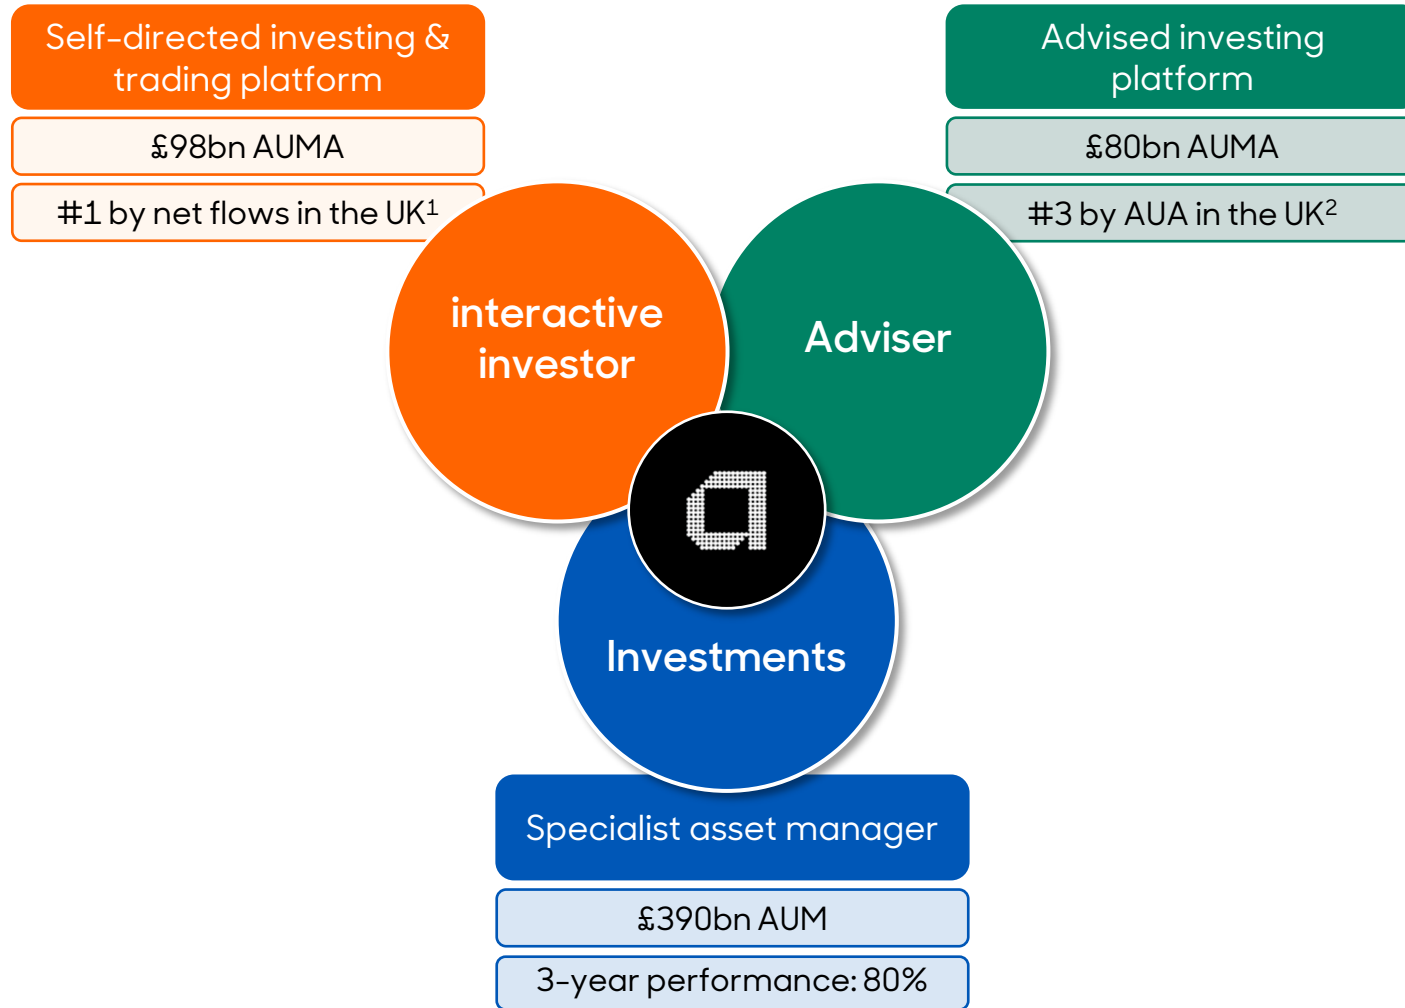 Self-directed investing &
trading platform
£98bn AUMA
#1 by net flows in the UK¹
Advised investing
platform
£80bn AUMA
#3 by AUA in the UK²
interactive
investor
Adviser
a
Investments
Specialist asset manager
£390bn AUM
3-year performance: 80%